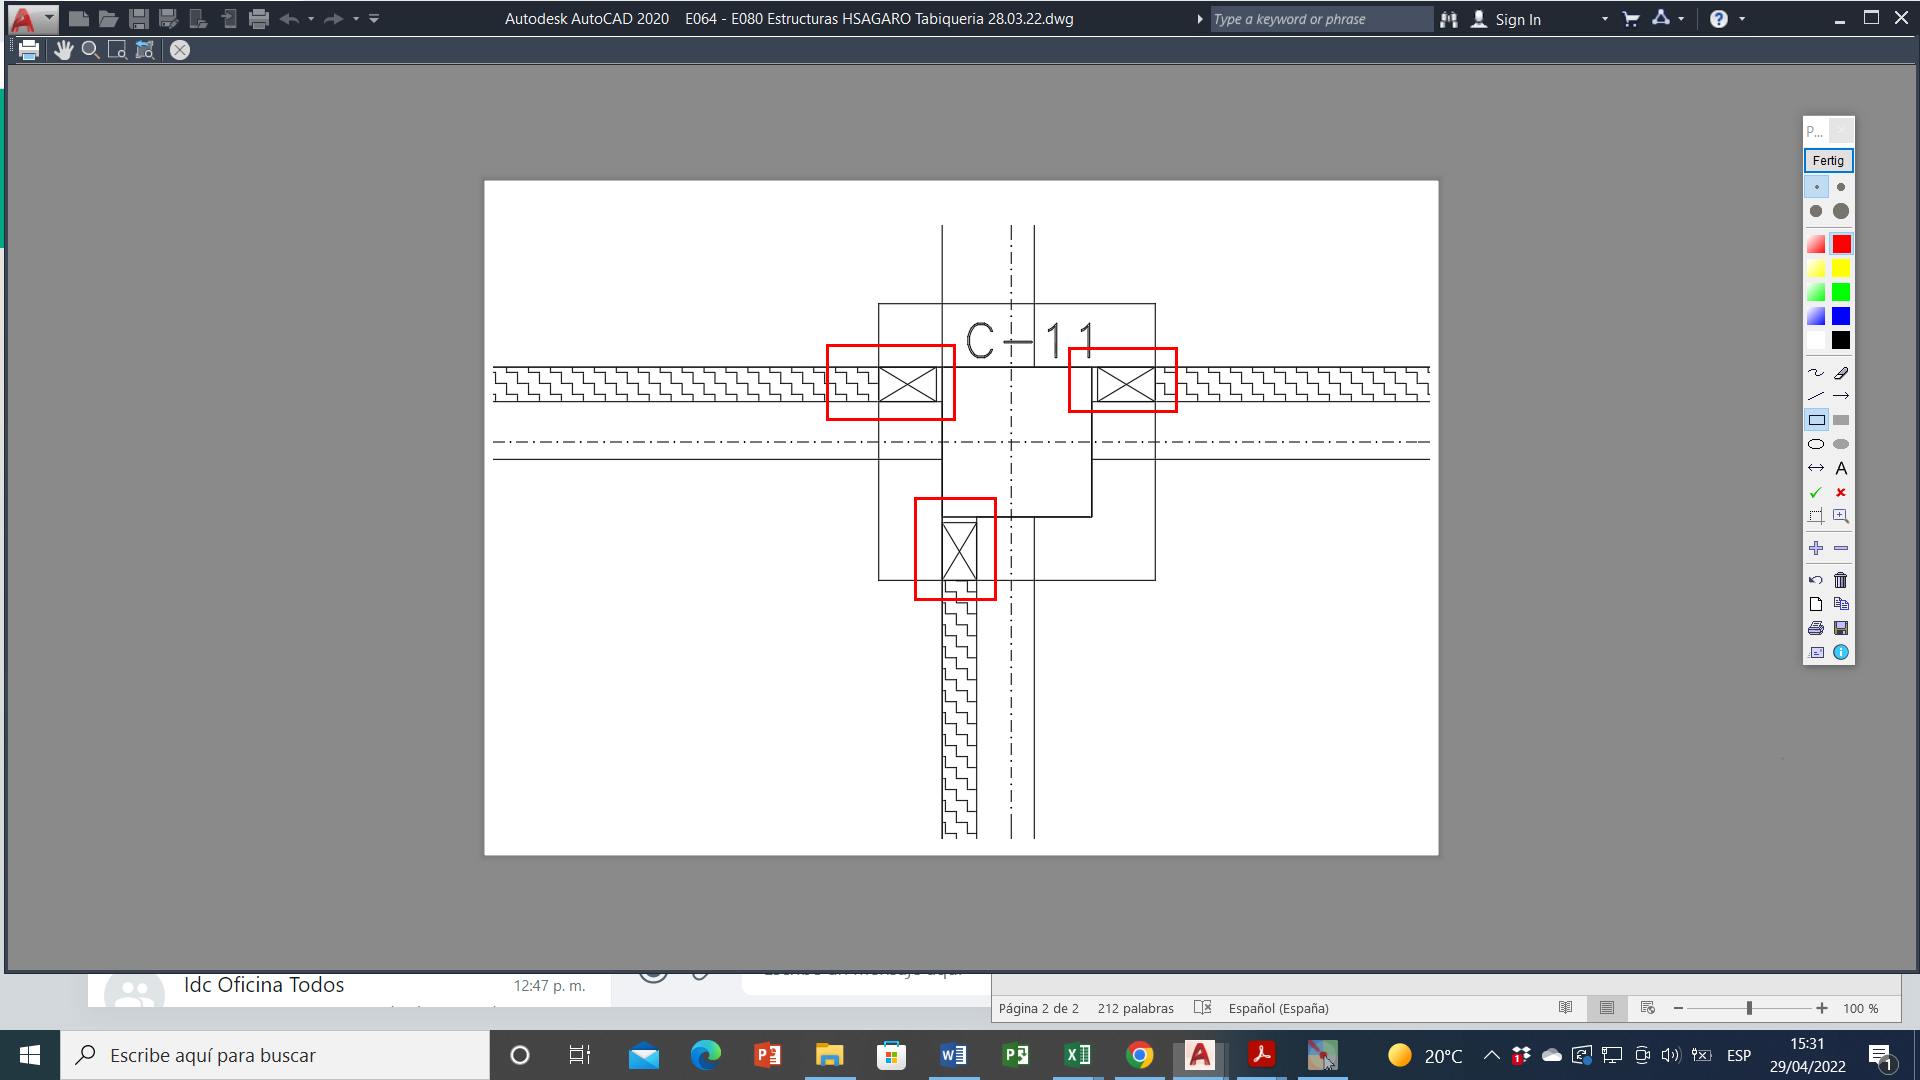 Autodesk AutoCAD 2020 E064 - E080 Estructuras HSAGARO Tabiqueria 28.03.22.dwg
Type a keyword or phrase
Sign In
P...
Fertig
C-11
A
Idc Oficina Todos
12:47 p. m.
Página 2 de 2
212 palabras
Español (España)
100 %
Escribe aquí para buscar
20°C
ESP
15:31
29/04/2022
1